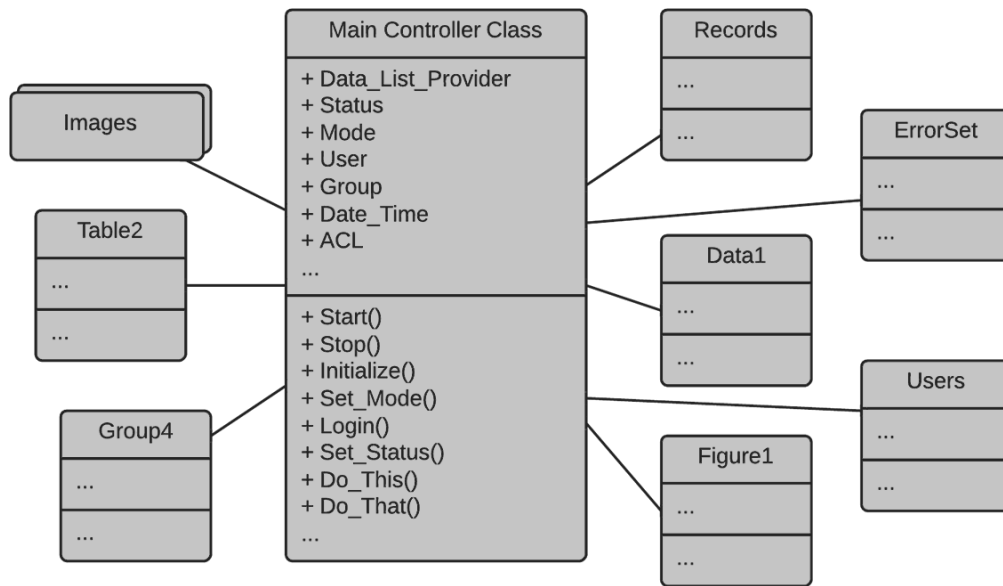 Main Controller Class
+ Data_List_Provider
+ Status
+ Mode
+ User
+ Group
+ Date_Time
+ ACL
...
+ Start()
+ Stop()
+ Initialize()
+ Set_Mode()
+ Login()
+ Set_Status()
+ Do_This()
+ Do_That()
...
Images
Table2
...
...
Group4
...
...
Records
...
...
ErrorSet
...
...
Data1
...
...
Users
...
...
Figure1
...
...